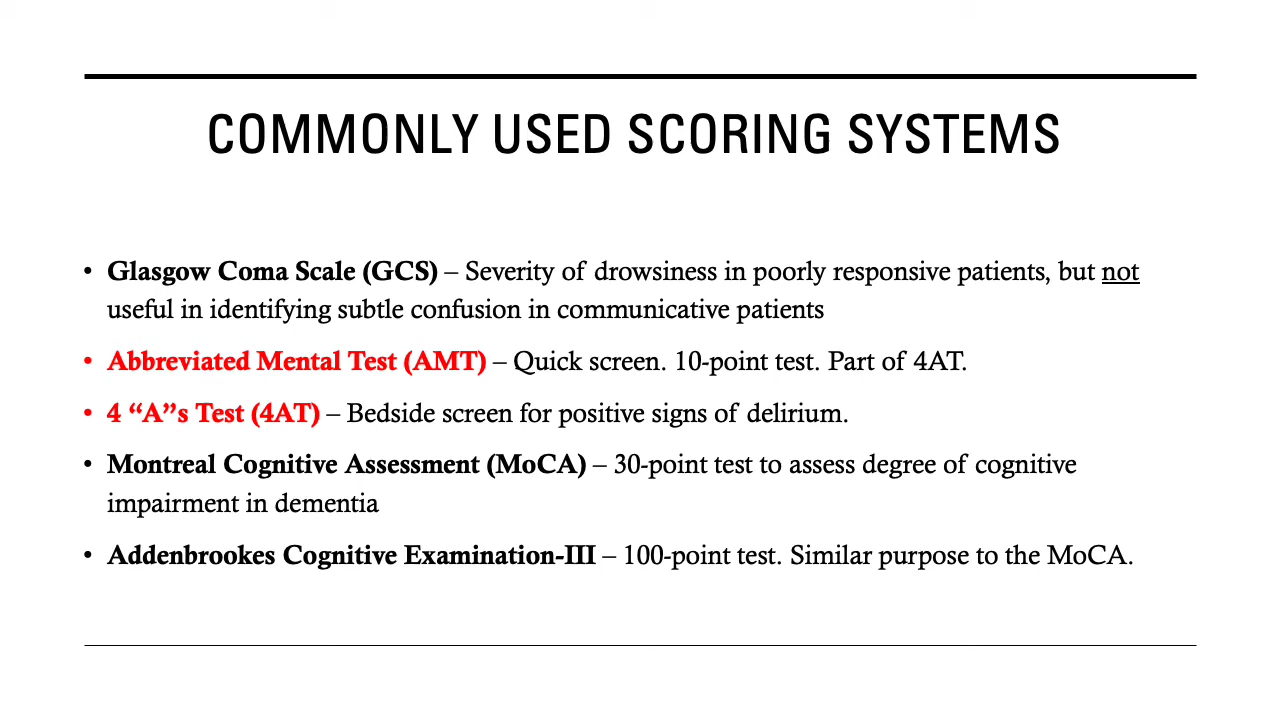 COMMONLY USED SCORING SYSTEMS
• Glasgow Coma Scale (GCS) – Severity of drowsiness in poorly responsive patients, but not
useful in identifying subtle confusion in communicative patients
• Abbreviated Mental Test (AMT) – Quick screen. 10-point test. Part of 4AT.
• 4 “A”s Test (4AT) – Bedside screen for positive signs of delirium.
• Montreal Cognitive Assessment (MoCA) – 30-point test to assess degree of cognitive
impairment in dementia
• Addenbrookes Cognitive Examination-III – 100-point test. Similar purpose to the MoCA.